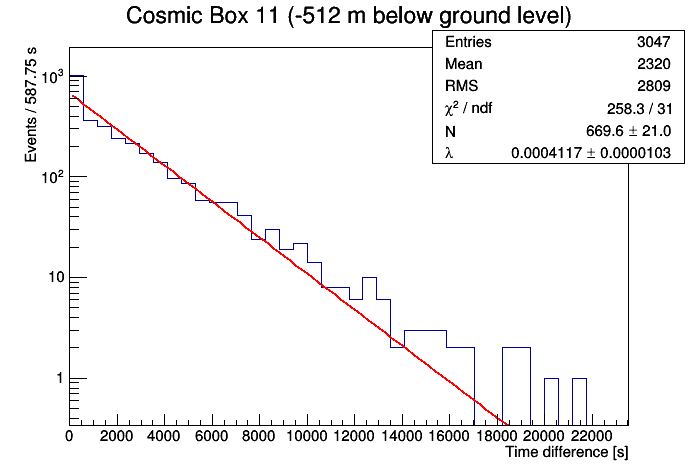 Cosmic Box 11 (-512 m below ground level)
Entries 3047
Mean 2320
RMS 2809
χ² / ndf 258.3 / 31
N 669.6 ± 21.0
λ 0.0004117 ± 0.0000103
Events / 587.75 s
10³
10²
10
1
0 2000 4000 6000 8000 10000 12000 14000 16000 18000 20000 22000
Time difference [s]